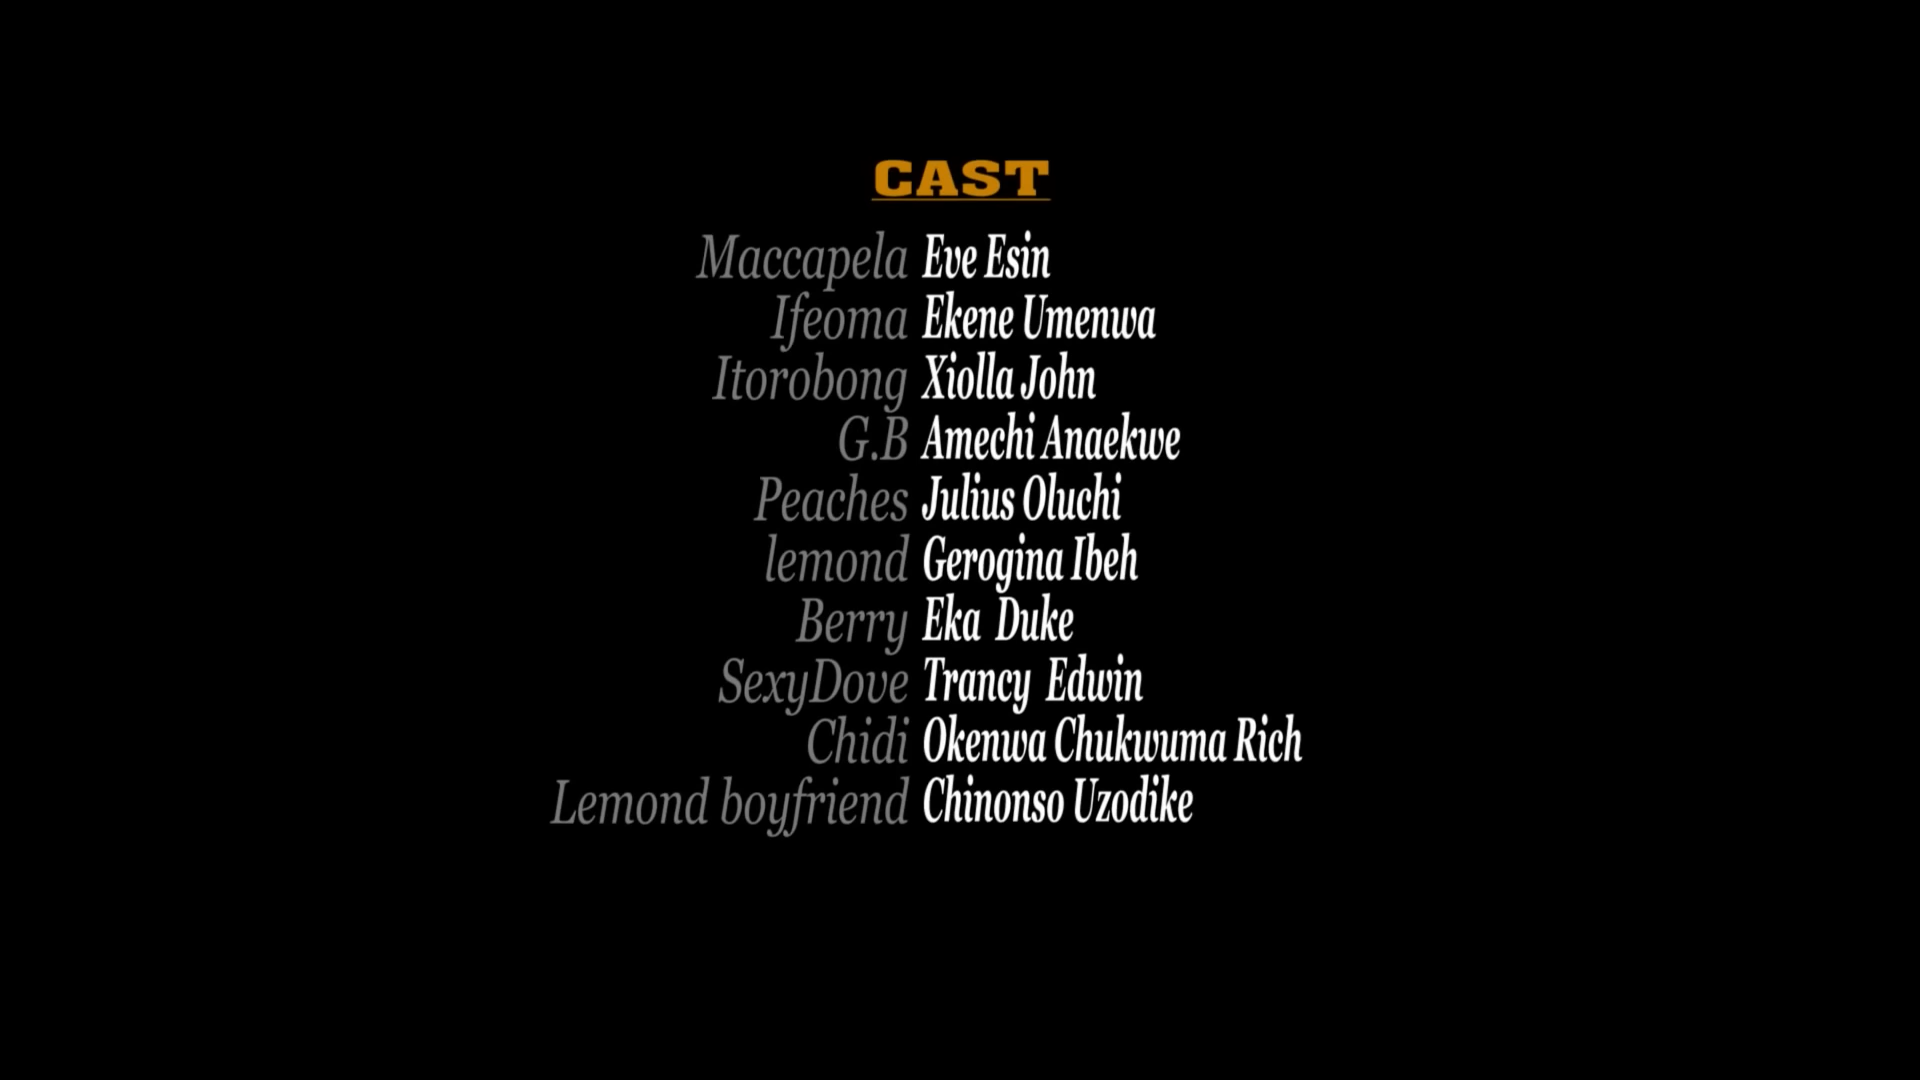 CAST
Maccapela Eve Esin
Ifeoma Ekene Umenwa
Itorobong Xiolla John
G.B Amechi Anaekwe
Peaches Julius Oluchi
lemond Gerogina Ibeh
Berry Eka Duke
SexyDove Trancy Edwin
Chidi Okenwa Chukwuma Rich
Lemond boyfriend Chinonso Uzodike